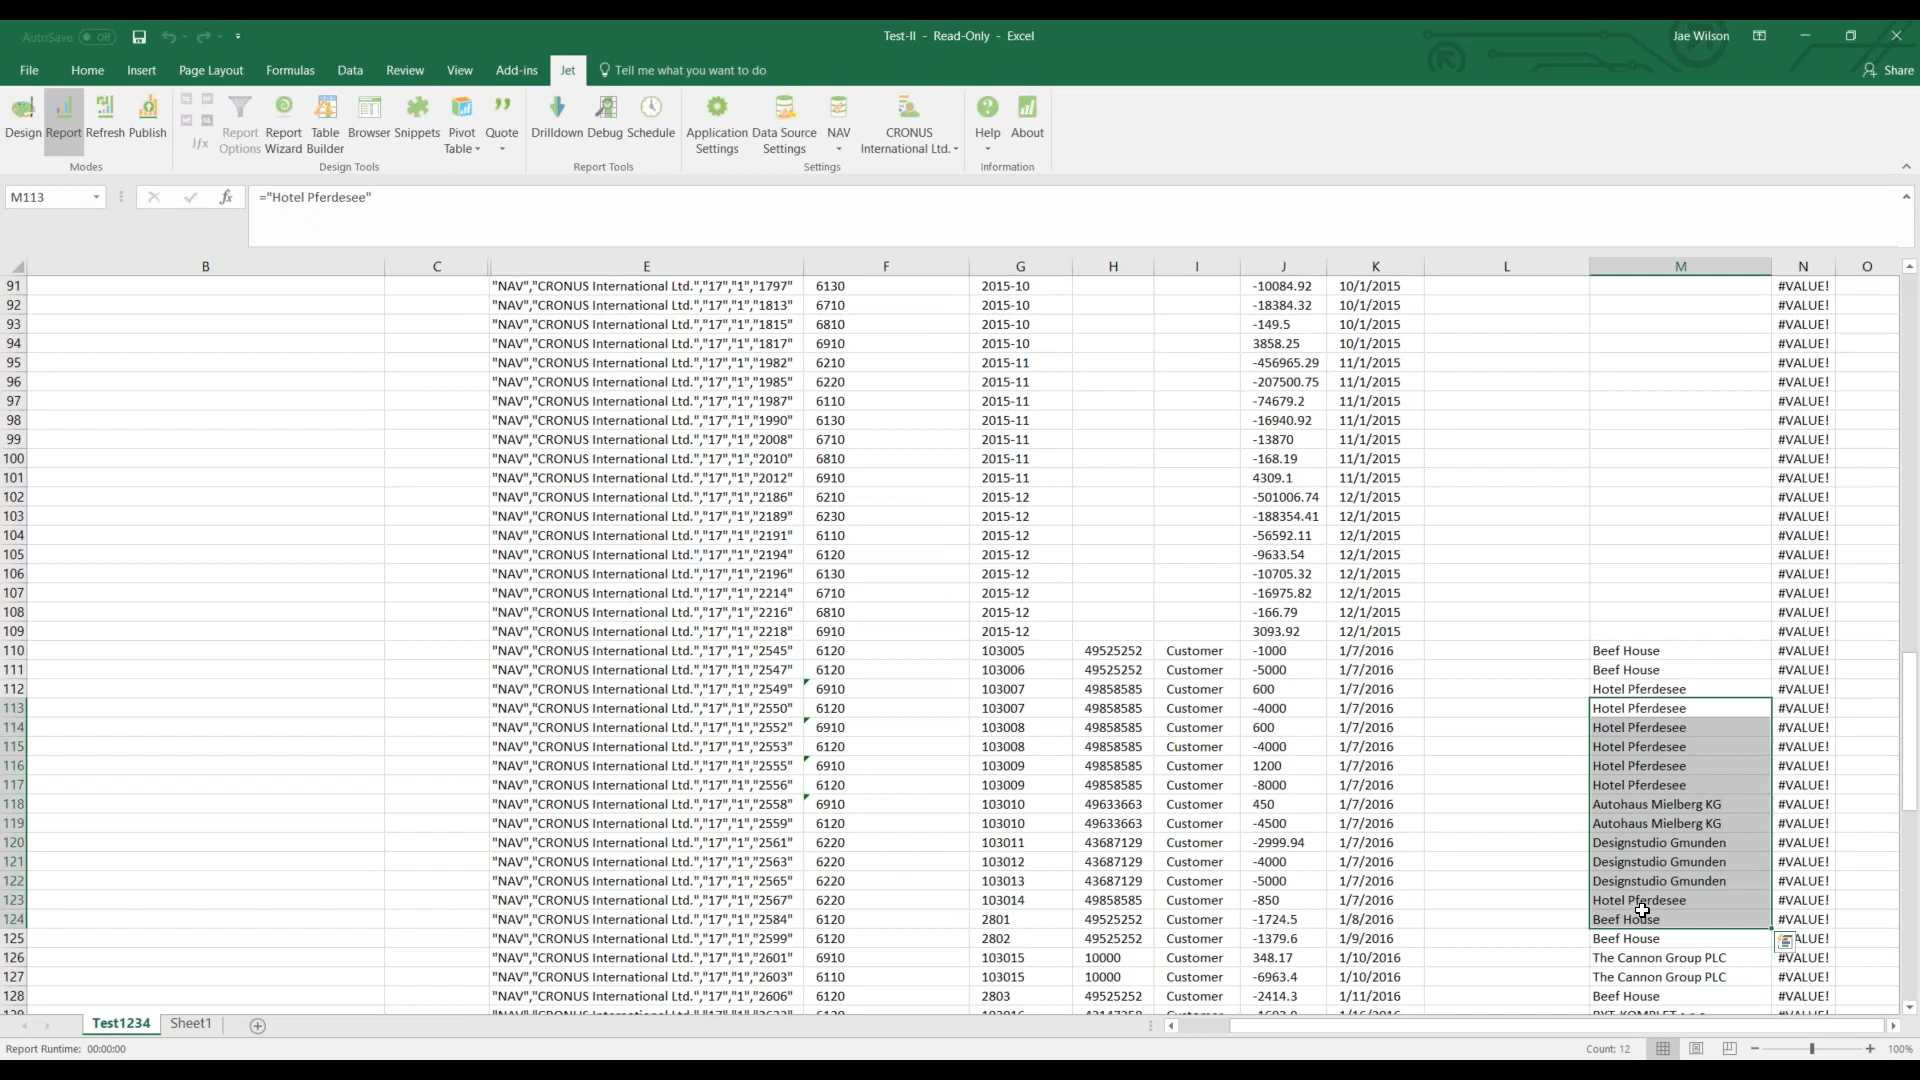 AutoSave Off
Test-II - Read-Only - Excel
Jae Wilson
File Home Insert Page Layout Formulas Data Review View Add-ins Jet Tell me what you want to do
Share
Design Report Refresh Publish
Modes
Jfx
Report Options Report Wizard Table Builder Browser Snippets Pivot Table Quote
Design Tools
Drilldown Debug Schedule
Report Tools
Application Settings Data Source Settings NAV CRONUS International Ltd.
Settings
Help About
Information
M113 fx ="Hotel Pferdesee"
B C E F G H I J K L M N O
91 "NAV","CRONUS International Ltd.","17","1","1797" 6130 2015-10 -10084.92 10/1/2015 #VALUE!
92 "NAV","CRONUS International Ltd.","17","1","1813" 6710 2015-10 -18384.32 10/1/2015 #VALUE!
93 "NAV","CRONUS International Ltd.","17","1","1815" 6810 2015-10 -149.5 10/1/2015 #VALUE!
94 "NAV","CRONUS International Ltd.","17","1","1817" 6910 2015-10 3858.25 10/1/2015 #VALUE!
95 "NAV","CRONUS International Ltd.","17","1","1982" 6210 2015-11 -456965.29 11/1/2015 #VALUE!
96 "NAV","CRONUS International Ltd.","17","1","1985" 6220 2015-11 -207500.75 11/1/2015 #VALUE!
97 "NAV","CRONUS International Ltd.","17","1","1987" 6110 2015-11 -74679.2 11/1/2015 #VALUE!
98 "NAV","CRONUS International Ltd.","17","1","1990" 6130 2015-11 -16940.92 11/1/2015 #VALUE!
99 "NAV","CRONUS International Ltd.","17","1","2008" 6710 2015-11 -13870 11/1/2015 #VALUE!
100 "NAV","CRONUS International Ltd.","17","1","2010" 6810 2015-11 -168.19 11/1/2015 #VALUE!
101 "NAV","CRONUS International Ltd.","17","1","2012" 6910 2015-11 4309.1 11/1/2015 #VALUE!
102 "NAV","CRONUS International Ltd.","17","1","2186" 6210 2015-12 -501006.74 12/1/2015 #VALUE!
103 "NAV","CRONUS International Ltd.","17","1","2189" 6230 2015-12 -188354.41 12/1/2015 #VALUE!
104 "NAV","CRONUS International Ltd.","17","1","2191" 6110 2015-12 -56592.11 12/1/2015 #VALUE!
105 "NAV","CRONUS International Ltd.","17","1","2194" 6120 2015-12 -9633.54 12/1/2015 #VALUE!
106 "NAV","CRONUS International Ltd.","17","1","2196" 6130 2015-12 -10705.32 12/1/2015 #VALUE!
107 "NAV","CRONUS International Ltd.","17","1","2214" 6710 2015-12 -16975.82 12/1/2015 #VALUE!
108 "NAV","CRONUS International Ltd.","17","1","2216" 6810 2015-12 -166.79 12/1/2015 #VALUE!
109 "NAV","CRONUS International Ltd.","17","1","2218" 6910 2015-12 3093.92 12/1/2015 #VALUE!
110 "NAV","CRONUS International Ltd.","17","1","2545" 6120 103005 49525252 Customer -1000 1/7/2016 Beef House #VALUE!
111 "NAV","CRONUS International Ltd.","17","1","2547" 6120 103006 49525252 Customer -5000 1/7/2016 Beef House #VALUE!
112 "NAV","CRONUS International Ltd.","17","1","2549" 6910 103007 49858585 Customer 600 1/7/2016 Hotel Pferdesee #VALUE!
113 "NAV","CRONUS International Ltd.","17","1","2550" 6120 103007 49858585 Customer -4000 1/7/2016 Hotel Pferdesee #VALUE!
114 "NAV","CRONUS International Ltd.","17","1","2552" 6910 103008 49858585 Customer 600 1/7/2016 Hotel Pferdesee #VALUE!
115 "NAV","CRONUS International Ltd.","17","1","2553" 6120 103008 49858585 Customer -4000 1/7/2016 Hotel Pferdesee #VALUE!
116 "NAV","CRONUS International Ltd.","17","1","2555" 6910 103009 49858585 Customer 1200 1/7/2016 Hotel Pferdesee #VALUE!
117 "NAV","CRONUS International Ltd.","17","1","2556" 6120 103009 49858585 Customer -8000 1/7/2016 Hotel Pferdesee #VALUE!
118 "NAV","CRONUS International Ltd.","17","1","2558" 6910 103010 49633663 Customer 450 1/7/2016 Autohaus Mielberg KG #VALUE!
119 "NAV","CRONUS International Ltd.","17","1","2559" 6120 103010 49633663 Customer -4500 1/7/2016 Autohaus Mielberg KG #VALUE!
120 "NAV","CRONUS International Ltd.","17","1","2561" 6220 103011 43687129 Customer -2999.94 1/7/2016 Designstudio Gmunden #VALUE!
121 "NAV","CRONUS International Ltd.","17","1","2563" 6220 103012 43687129 Customer -4000 1/7/2016 Designstudio Gmunden #VALUE!
122 "NAV","CRONUS International Ltd.","17","1","2565" 6220 103013 43687129 Customer -5000 1/7/2016 Designstudio Gmunden #VALUE!
123 "NAV","CRONUS International Ltd.","17","1","2567" 6220 103014 49858585 Customer -850 1/7/2016 Hotel Pferdesee #VALUE!
124 "NAV","CRONUS International Ltd.","17","1","2584" 6120 2801 49525252 Customer -1724.5 1/8/2016 Beef House #VALUE!
125 "NAV","CRONUS International Ltd.","17","1","2599" 6120 2802 49525252 Customer -1379.6 1/9/2016 Beef House ALUE!
126 "NAV","CRONUS International Ltd.","17","1","2601" 6910 103015 10000 Customer 348.17 1/10/2016 The Cannon Group PLC #VALUE!
127 "NAV","CRONUS International Ltd.","17","1","2603" 6110 103015 10000 Customer -6963.4 1/10/2016 The Cannon Group PLC #VALUE!
128 "NAV","CRONUS International Ltd.","17","1","2606" 6120 2803 49525252 Customer -2414.3 1/11/2016 Beef House #VALUE!
Test1234 Sheet1
Report Runtime: 00:00:00
Count: 12
100%